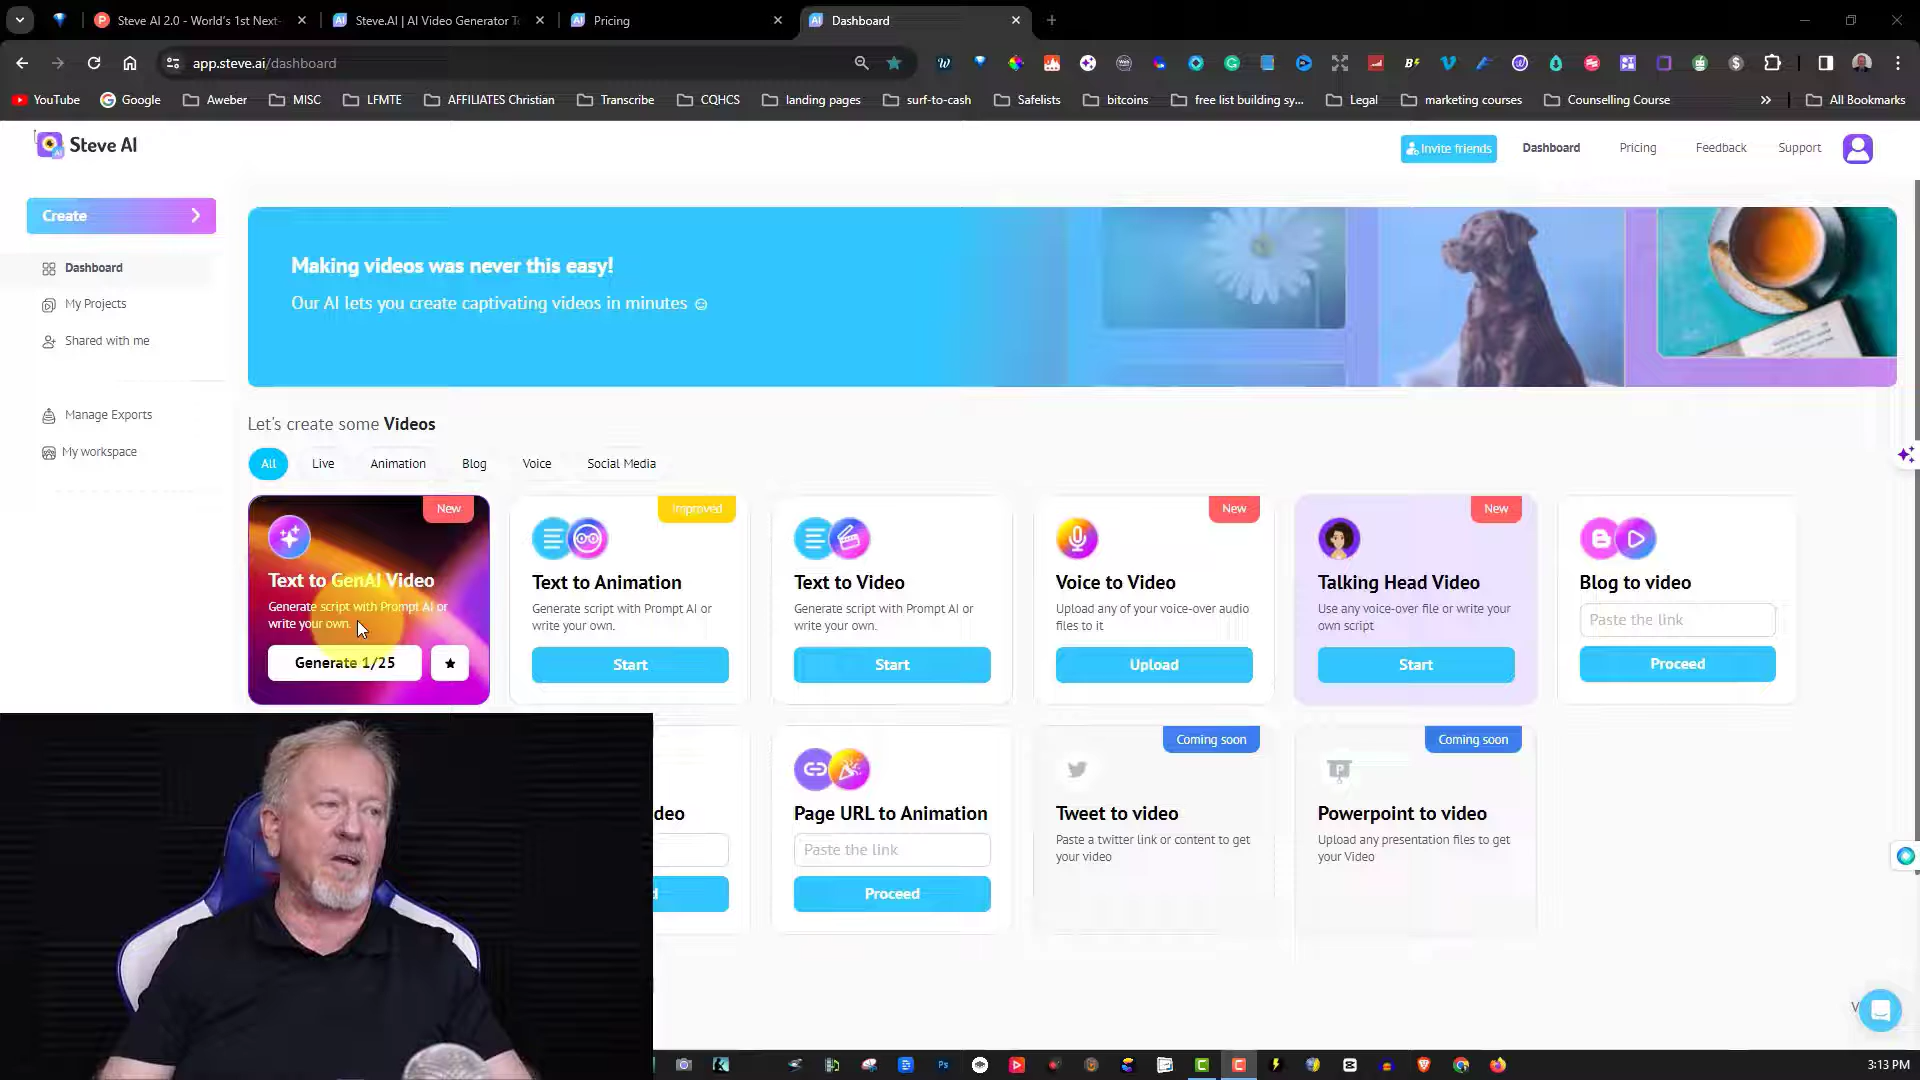 Steve AI 2.0 - World's 1st Next-
Steve.AI | AI Video Generator T
Pricing
Dashboard
app.steve.ai/dashboard
YouTube
Google
Aweber
MISC
LFMTE
AFFILIATES Christian
Transcribe
CQHCS
landing pages
surf-to-cash
Safelists
bitcoins
free list building sy...
Legal
marketing courses
Counselling Course
All Bookmarks
Steve AI
Invite friends
Dashboard
Pricing
Feedback
Support
Create
Dashboard
My Projects
Shared with me
Manage Exports
My workspace
Making videos was never this easy!
Our AI lets you create captivating videos in minutes
Let's create some Videos
All
Live
Animation
Blog
Voice
Social Media
New
Text to GenAI Video
Generate script with Prompt AI or
write your own.
Generate 1/25
Improved
Text to Animation
Generate script with Prompt AI or
write your own.
Start
Text to Video
Generate script with Prompt AI or
write your own.
Start
New
Voice to Video
Upload any of your voice-over audio
files to it
Upload
New
Talking Head Video
Use any voice-over file or write your
own script
Start
Blog to video
Paste the link
Proceed
deo
d
Page URL to Animation
Paste the link
Proceed
Coming soon
Tweet to video
Paste a twitter link or content to get
your video
Coming soon
Powerpoint to video
Upload any presentation files to get
your Video
3:13 PM